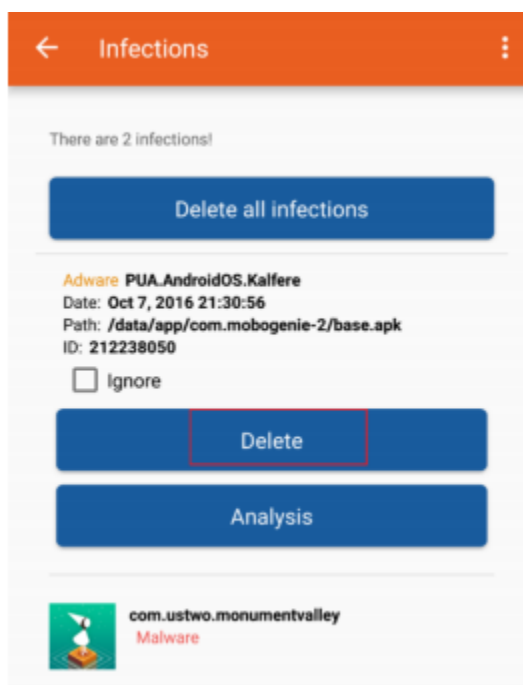 Infections
There are 2 infections!
Delete all infections
Adware PUA.AndroidOS.Kalfere
Date: Oct 7, 2016 21:30:56
Path: /data/app/com.mobogenie-2/base.apk
ID: 212238050
Ignore
Delete
Analysis
com.ustwo.monumentvalley
Malware